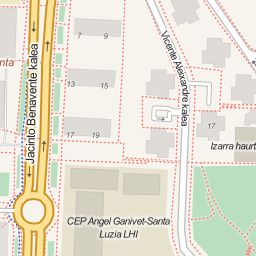 7
9
Vicente Aleixandre kalea
Jacinto Benavente kalea
13
15
17
19
17
Izarra haurt
CEP Angel Ganivet-Santa
Luzia LHI